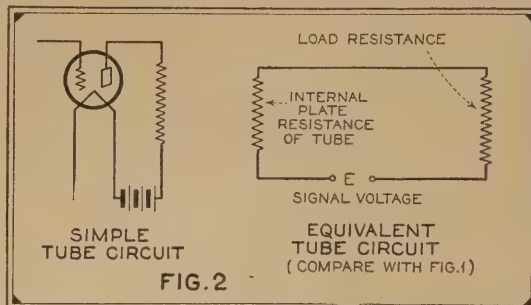 SIMPLE
TUBE CIRCUIT
FIG.2
LOAD RESISTANCE
INTERNAL
PLATE
RESISTANCE
OF TUBE
E
SIGNAL VOLTAGE
EQUIVALENT
TUBE CIRCUIT
(COMPARE WITH FIG.1)